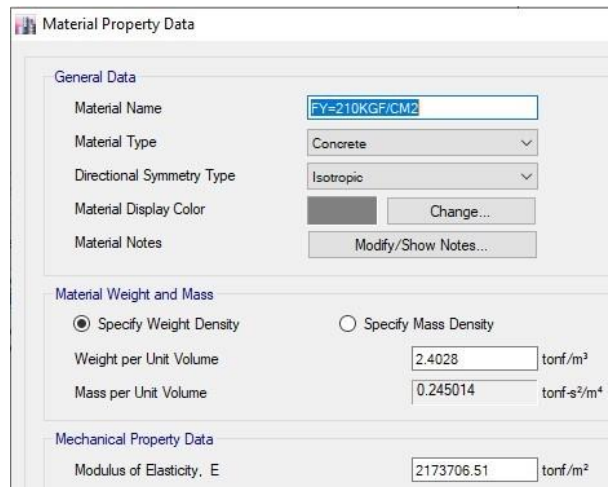 Material Property Data
General Data
Material Name FY=210KGF/CM2
Material Type Concrete
Directional Symmetry Type Isotropic
Material Display Color Change...
Material Notes Modify/Show Notes...
Material Weight and Mass
Specify Weight Density Specify Mass Density
Weight per Unit Volume 2.4028 tonf/m³
Mass per Unit Volume 0.245014 tonf-s²/m⁴
Mechanical Property Data
Modulus of Elasticity, E 2173706.51 tonf/m²